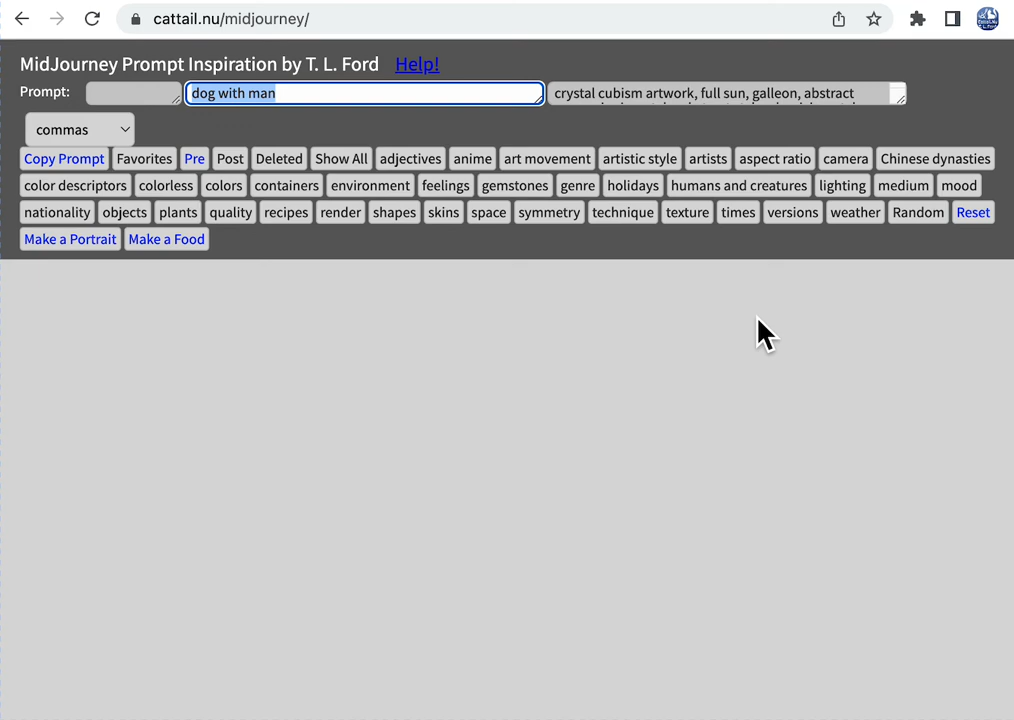 cattail.nu/midjourney/
MidJourney Prompt Inspiration by T. L. Ford Help!
Prompt: dog with man crystal cubism artwork, full sun, galleon, abstract
commas
Copy Prompt Favorites Pre Post Deleted Show All adjectives anime art movement artistic style artists aspect ratio camera Chinese dynasties
color descriptors colorless colors containers environment feelings gemstones genre holidays humans and creatures lighting medium mood
nationality objects plants quality recipes render shapes skins space symmetry technique texture times versions weather Random Reset
Make a Portrait Make a Food